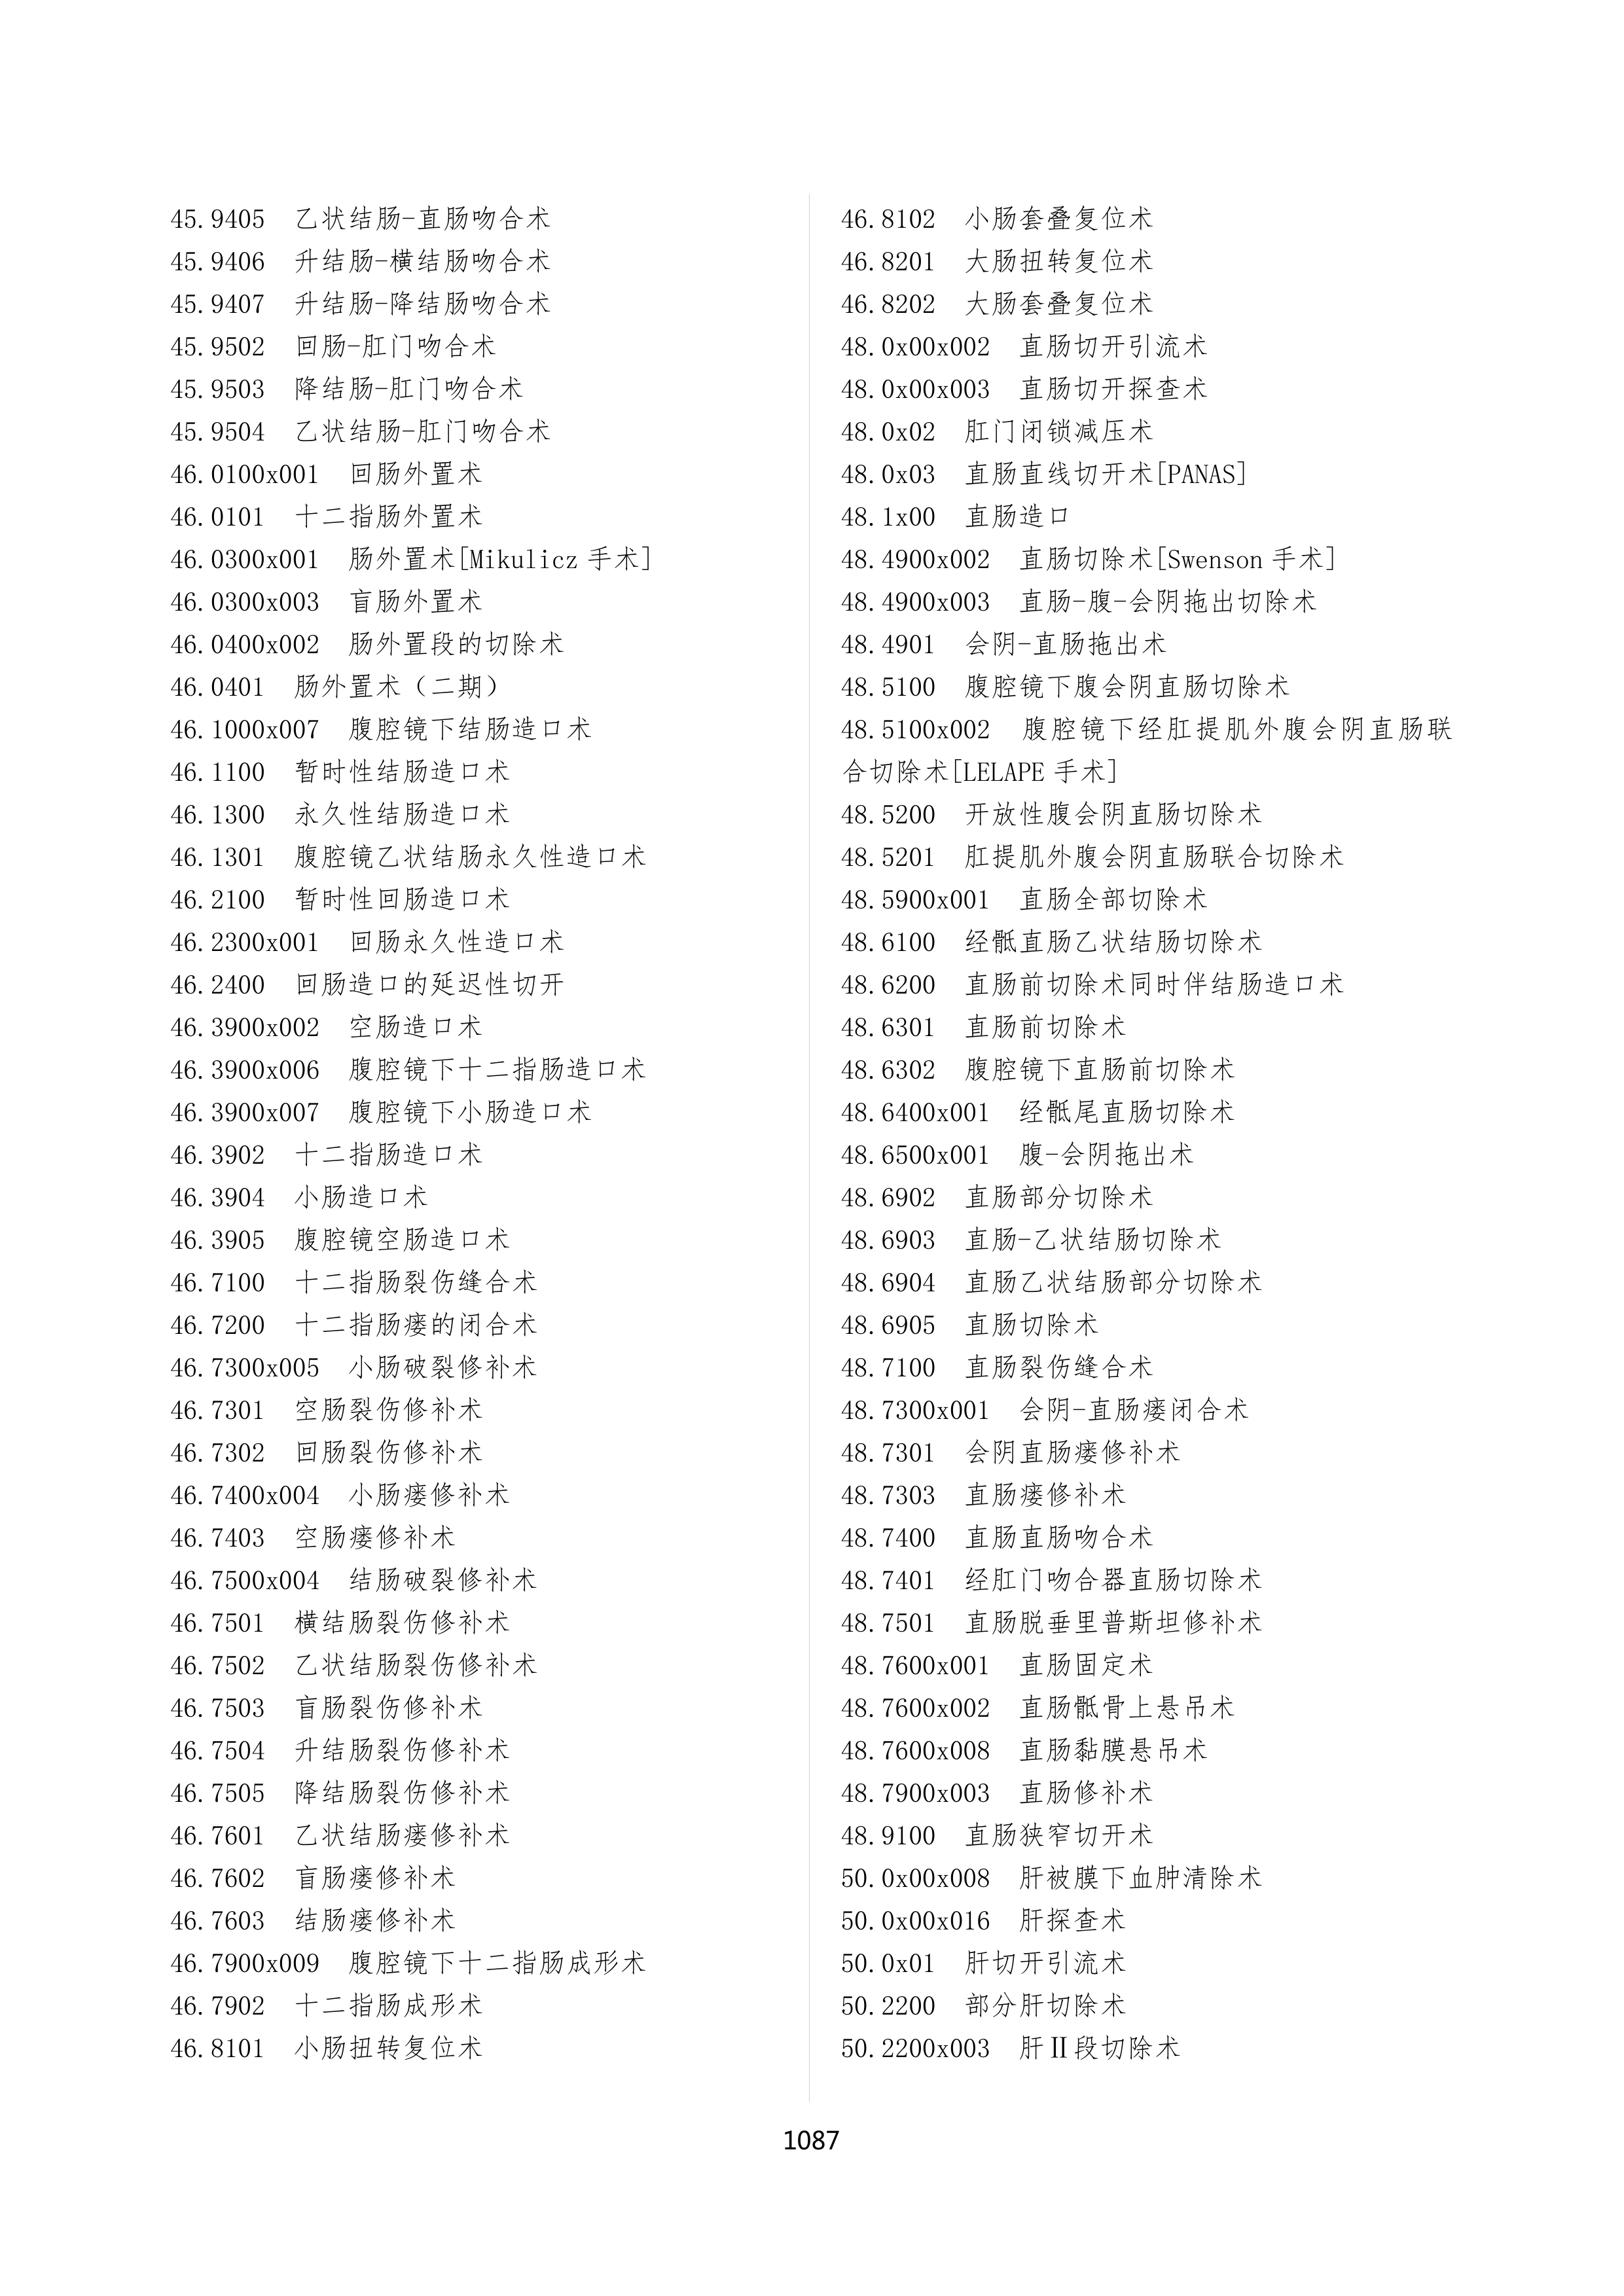 45.9405 乙状结肠-直肠吻合术
45.9406 升结肠-横结肠吻合术
45.9407 升结肠-降结肠吻合术
45.9502 回肠-肛门吻合术
45.9503 降结肠-肛门吻合术
45.9504 乙状结肠-肛门吻合术
46.0100x001 回肠外置术
46.0101 十二指肠外置术
46.0300x001 肠外置术[Mikulicz 手术]
46.0300x003 盲肠外置术
46.0400x002 肠外置段的切除术
46.0401 肠外置术（二期）
46.1000x007 腹腔镜下结肠造口术
46.1100 暂时性结肠造口术
46.1300 永久性结肠造口术
46.1301 腹腔镜乙状结肠永久性造口术
46.2100 暂时性回肠造口术
46.2300x001 回肠永久性造口术
46.2400 回肠造口的延迟性切开
46.3900x002 空肠造口术
46.3900x006 腹腔镜下十二指肠造口术
46.3900x007 腹腔镜下小肠造口术
46.3902 十二指肠造口术
46.3904 小肠造口术
46.3905 腹腔镜空肠造口术
46.7100 十二指肠裂伤缝合术
46.7200 十二指肠瘘的闭合术
46.7300x005 小肠破裂修补术
46.7301 空肠裂伤修补术
46.7302 回肠裂伤修补术
46.7400x004 小肠瘘修补术
46.7403 空肠瘘修补术
46.7500x004 结肠破裂修补术
46.7501 横结肠裂伤修补术
46.7502 乙状结肠裂伤修补术
46.7503 盲肠裂伤修补术
46.7504 升结肠裂伤修补术
46.7505 降结肠裂伤修补术
46.7601 乙状结肠瘘修补术
46.7602 盲肠瘘修补术
46.7603 结肠瘘修补术
46.7900x009 腹腔镜下十二指肠成形术
46.7902 十二指肠成形术
46.8101 小肠扭转复位术
46.8102 小肠套叠复位术
46.8201 大肠扭转复位术
46.8202 大肠套叠复位术
48.0x00x002 直肠切开引流术
48.0x00x003 直肠切开探查术
48.0x02 肛门闭锁减压术
48.0x03 直肠直线切开术[PANAS]
48.1x00 直肠造口
48.4900x002 直肠切除术[Swenson 手术]
48.4900x003 直肠-腹-会阴拖出切除术
48.4901 会阴-直肠拖出术
48.5100 腹腔镜下腹会阴直肠切除术
48.5100x002 腹腔镜下经肛提肌外腹会阴直肠联
合切除术[LELAPE 手术]
48.5200 开放性腹会阴直肠切除术
48.5201 肛提肌外腹会阴直肠联合切除术
48.5900x001 直肠全部切除术
48.6100 经骶直肠乙状结肠切除术
48.6200 直肠前切除术同时伴结肠造口术
48.6301 直肠前切除术
48.6302 腹腔镜下直肠前切除术
48.6400x001 经骶尾直肠切除术
48.6500x001 腹-会阴拖出术
48.6902 直肠部分切除术
48.6903 直肠-乙状结肠切除术
48.6904 直肠乙状结肠部分切除术
48.6905 直肠切除术
48.7100 直肠裂伤缝合术
48.7300x001 会阴-直肠瘘闭合术
48.7301 会阴直肠瘘修补术
48.7303 直肠瘘修补术
48.7400 直肠直肠吻合术
48.7401 经肛门吻合器直肠切除术
48.7501 直肠脱垂里普斯坦修补术
48.7600x001 直肠固定术
48.7600x002 直肠骶骨上悬吊术
48.7600x008 直肠黏膜悬吊术
48.7900x003 直肠修补术
48.9100 直肠狭窄切开术
50.0x00x008 肝被膜下血肿清除术
50.0x00x016 肝探查术
50.0x01 肝切开引流术
50.2200 部分肝切除术
50.2200x003 肝Ⅱ段切除术
1087